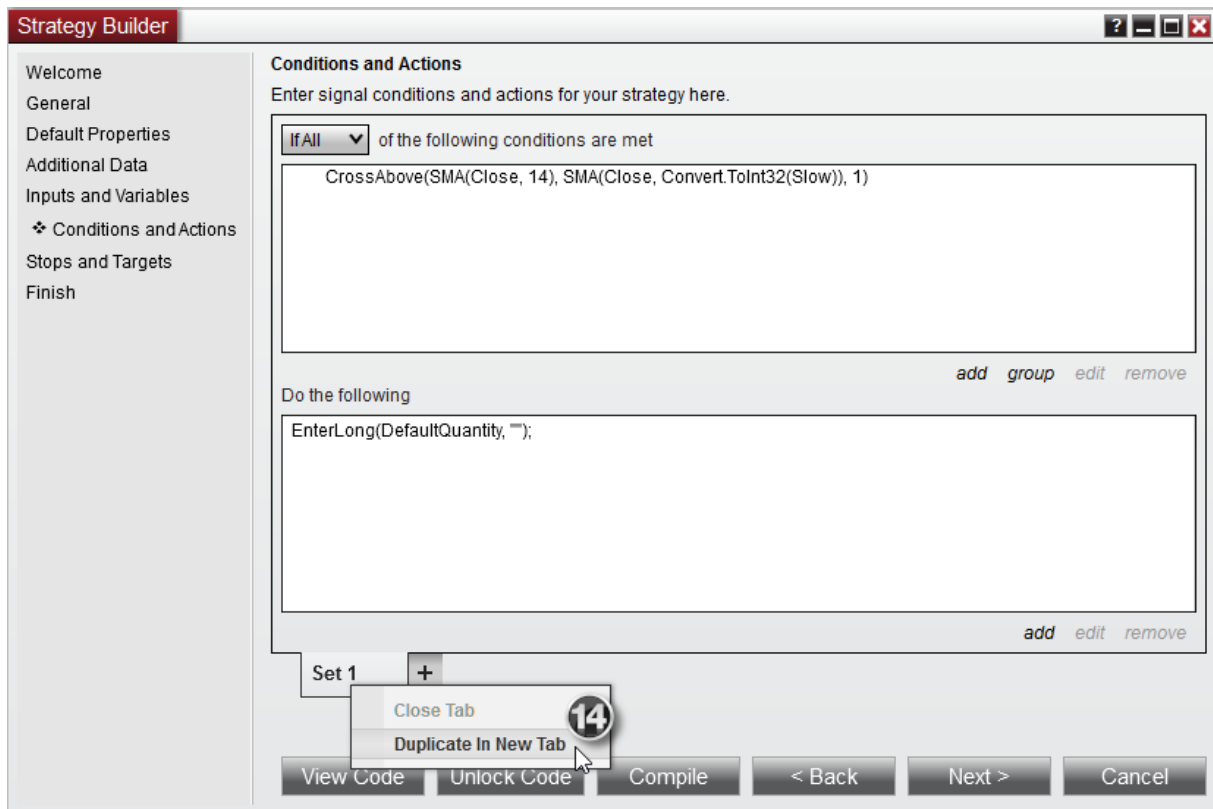 Strategy Builder
?
Welcome
General
Default Properties
Additional Data
Inputs and Variables
Conditions and Actions
Stops and Targets
Finish
Conditions and Actions
Enter signal conditions and actions for your strategy here.
If All of the following conditions are met
CrossAbove(SMA(Close, 14), SMA(Close, Convert.ToInt32(Slow)), 1)
add group edit remove
Do the following
EnterLong(DefaultQuantity, "");
add edit remove
Set 1 +
Close Tab
14
Duplicate In New Tab
View Code Unlock Code Compile < Back Next > Cancel